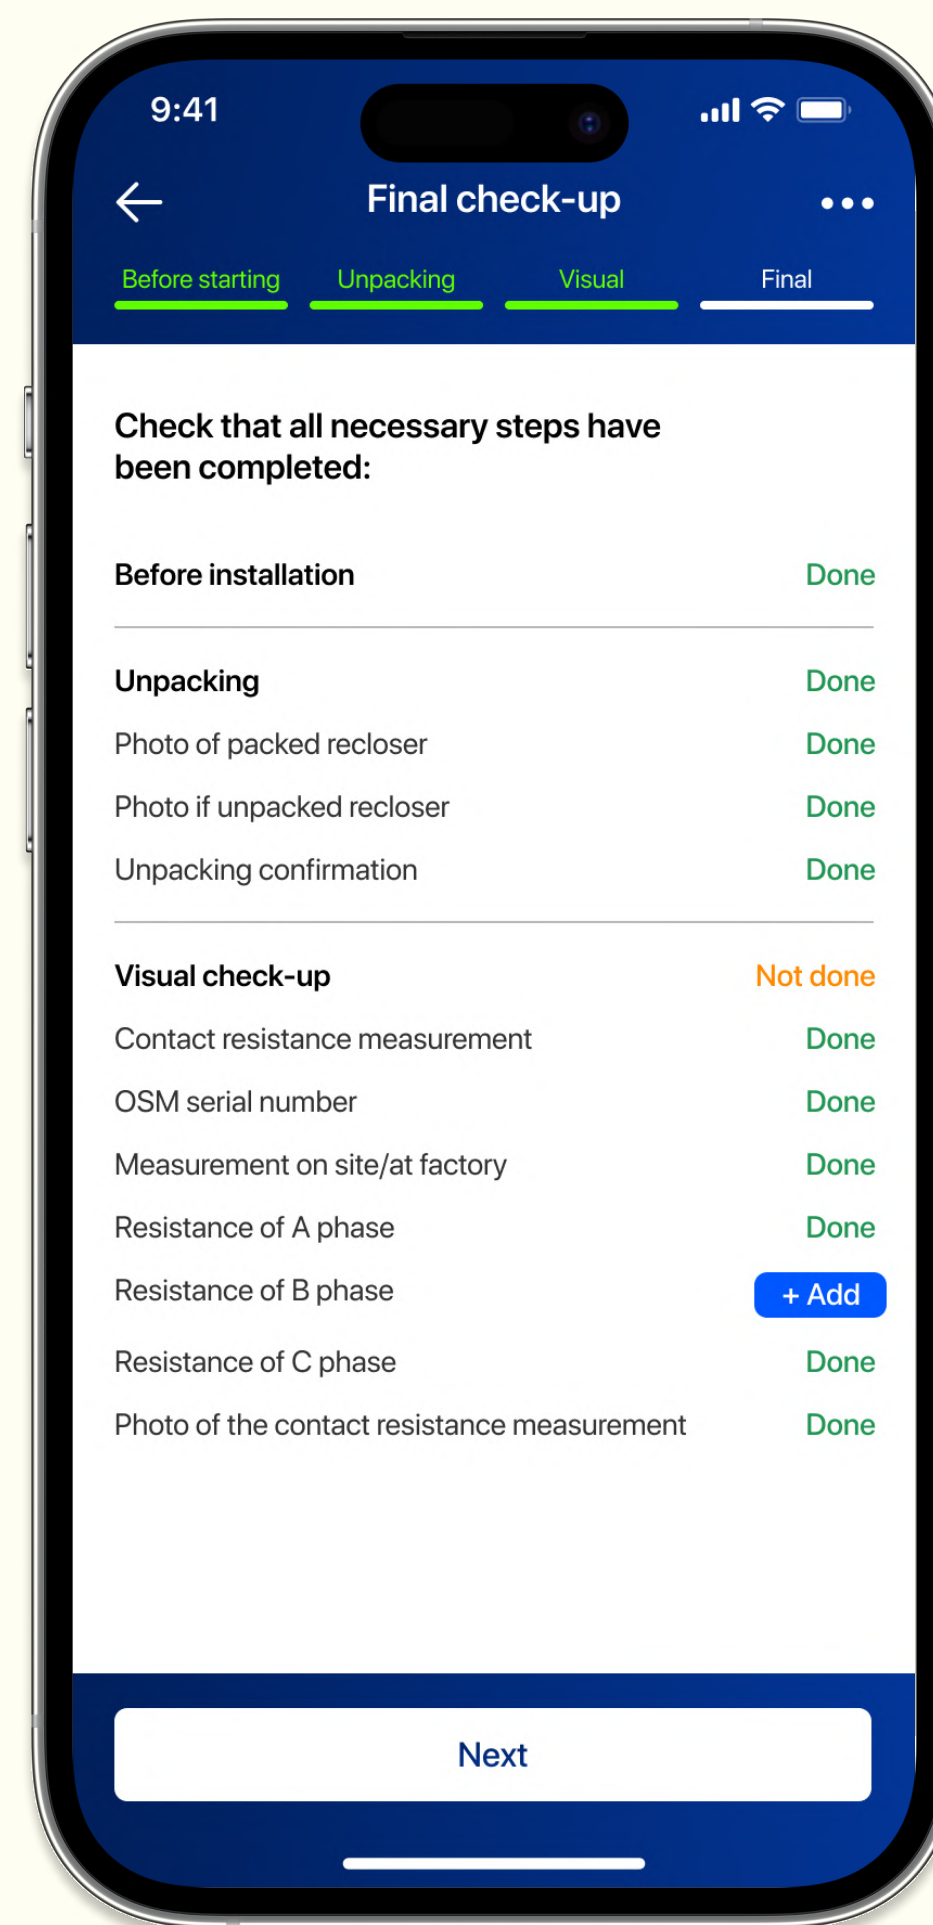 9:41
Final check-up
Before starting Unpacking Visual Final
Check that all necessary steps have
been completed:
Before installation Done
Unpacking Done
Photo of packed recloser Done
Photo if unpacked recloser Done
Unpacking confirmation Done
Visual check-up Not done
Contact resistance measurement Done
OSM serial number Done
Measurement on site/at factory Done
Resistance of A phase Done
Resistance of B phase + Add
Resistance of C phase Done
Photo of the contact resistance measurement Done
Next